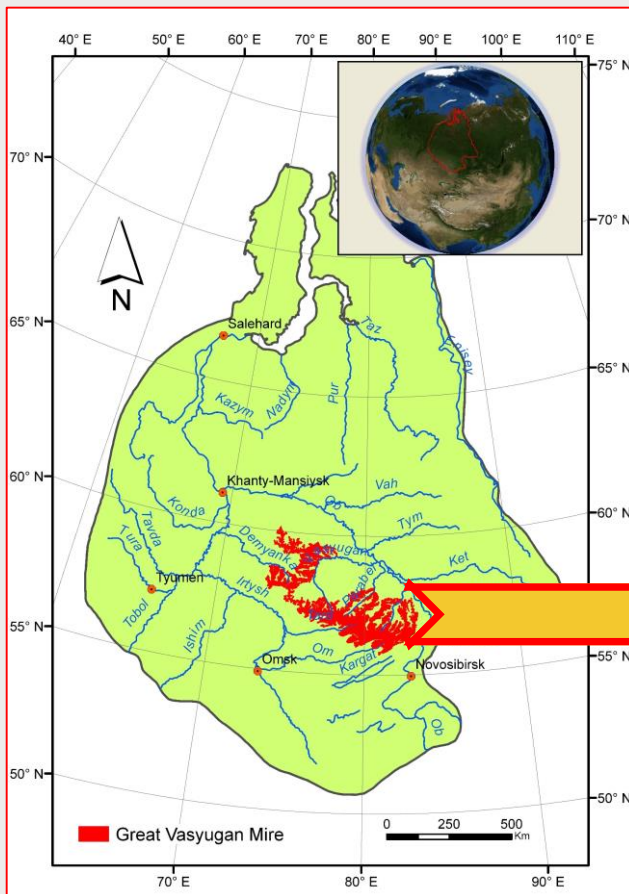 40° E 50° E 60° E 70° E 80° E 90° E 100° E 110° E
75° N
70° N
70° N
N
65° N
Salehard
Taz
Enisey
65° N
Kazym
Nadym
Pur
60° N
Khanty-Mansiysk
Vah
Ob
60° N
Konda
Tym
Tavda
Tura
Demyanka
Ket
Tyumen
Irtysh
Tobol
55° N
Ishim
Om
Kargat
55° N
Omsk
Novosibirsk
Ob
50° N
50° N
Great Vasyugan Mire
0 250 500
Km
70° E 80° E 90° E